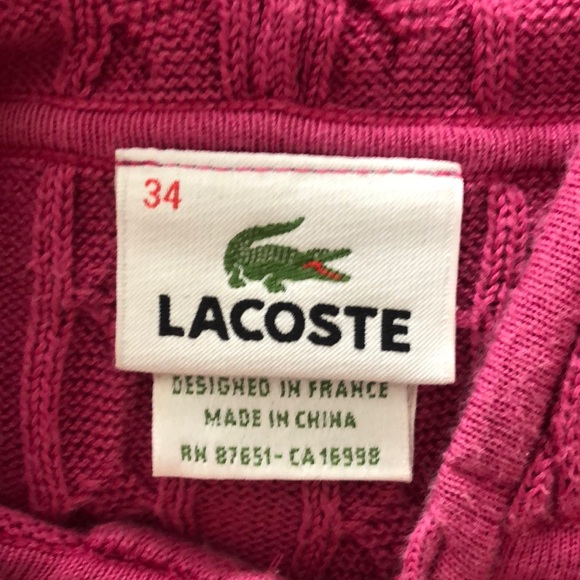 34
LACOSTE
DESIGNED IN FRANCE
MADE IN CHINA
RN 87651-CA 16998